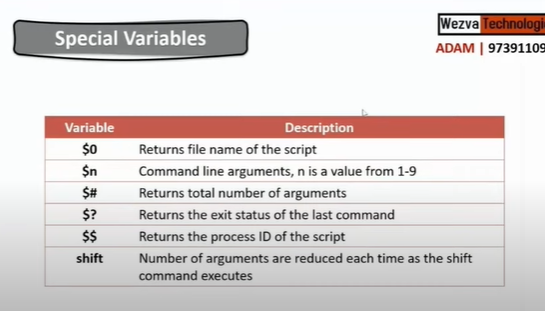 Special Variables
Wezva Technologi
ADAM | 97391109
Variable Description
$0 Returns file name of the script
$n Command line arguments, n is a value from 1-9
$# Returns total number of arguments
$? Returns the exit status of the last command
$$ Returns the process ID of the script
shift Number of arguments are reduced each time as the shift
command executes